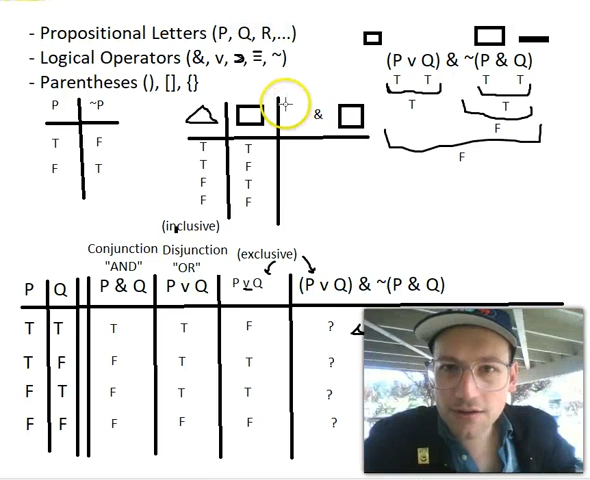 - Propositional Letters (P, Q, R,...)
- Logical Operators (&, v, ⊃, ≡, ~)
- Parentheses (), [], {}
(P v Q) & ~(P & Q)
T T T T
T T
F
F
P ~P
T F
F T
&
T T
T F
F T
F F
(inclusive)
Conjunction Disjunction (exclusive)
"AND" "OR"
P Q P & Q P v Q P v Q (P v Q) & ~(P & Q)
T T T T F ?
T F F T T ?
F T F T T ?
F F F F F ?